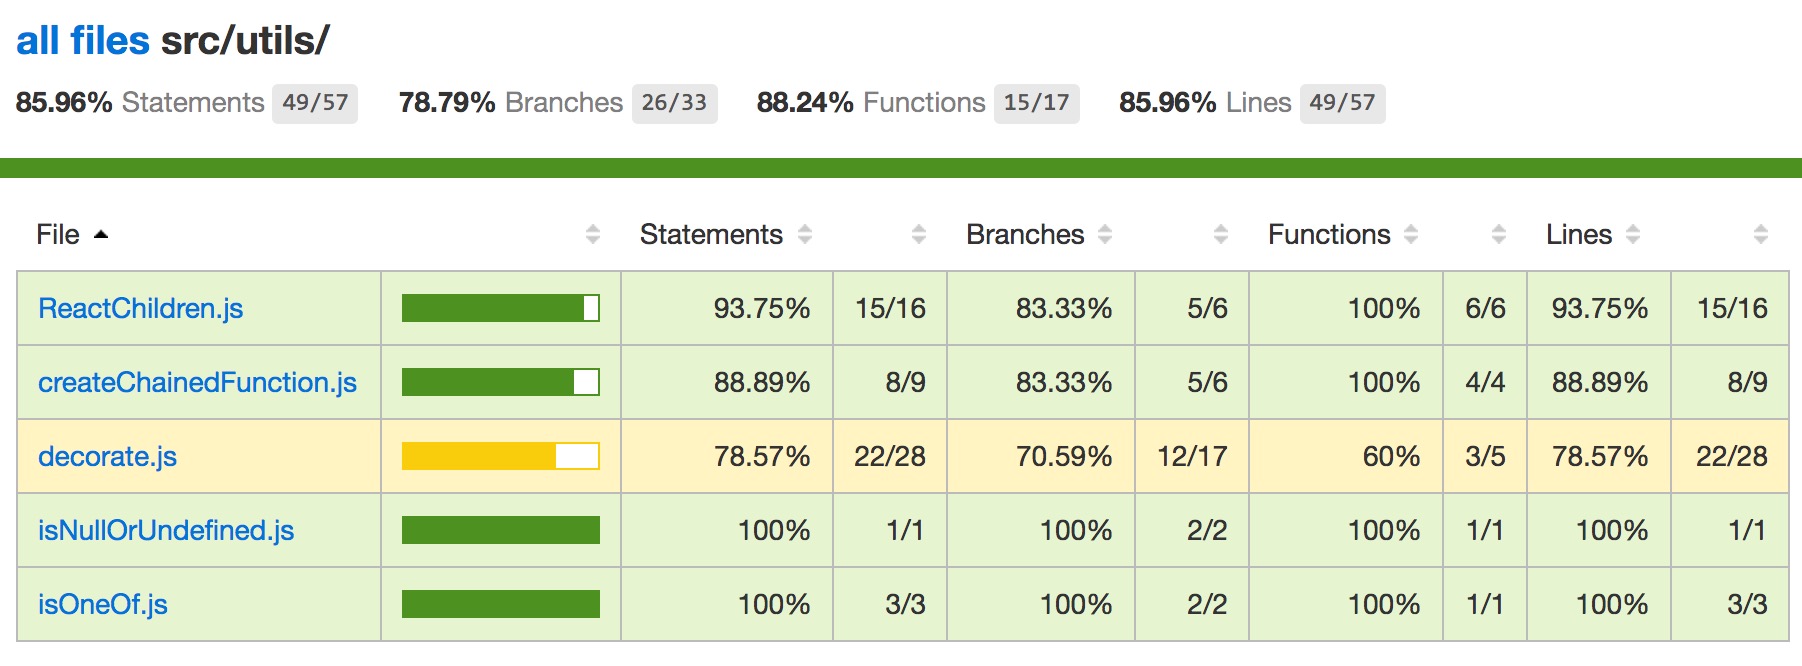 all files src/utils/
85.96% Statements 49/57 78.79% Branches 26/33 88.24% Functions 15/17 85.96% Lines 49/57
File Statements Branches Functions Lines
ReactChildren.js 93.75% 15/16 83.33% 5/6 100% 6/6 93.75% 15/16
createChainedFunction.js 88.89% 8/9 83.33% 5/6 100% 4/4 88.89% 8/9
decorate.js 78.57% 22/28 70.59% 12/17 60% 3/5 78.57% 22/28
isNullOrUndefined.js 100% 1/1 100% 2/2 100% 1/1 100% 1/1
isOneOf.js 100% 3/3 100% 2/2 100% 1/1 100% 3/3